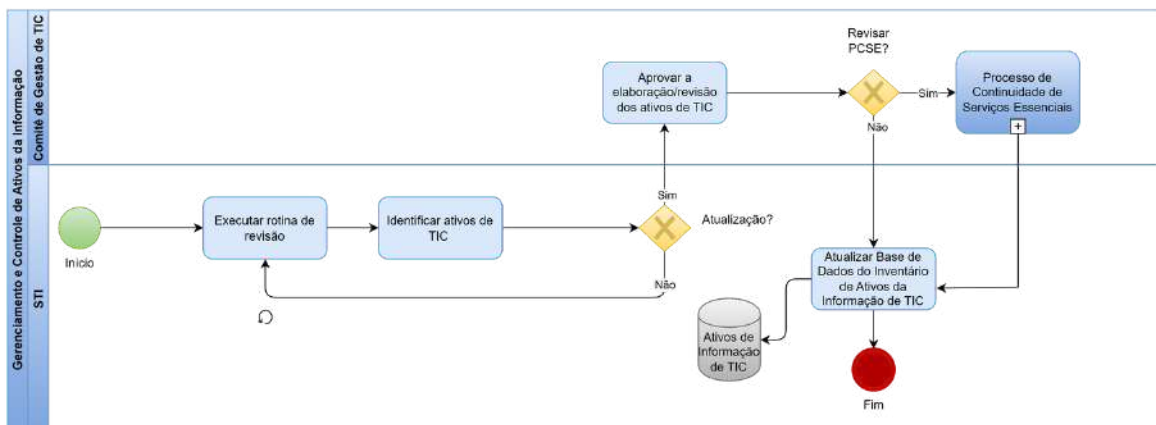 Gerenciamento e Controle de Ativos da Informação
Comitê de Gestão de TIC
Aprovar a
elaboração/revisão
dos ativos de TIC
Revisar
PCSE?
Sim
Não
Processo de
Continuidade de
Serviços Essenciais
STI
Início
Executar rotina de
revisão
Identificar ativos de
TIC
Sim
Atualização?
Não
Atualizar Base de
Dados do Inventário
de Ativos da
Informação de TIC
Ativos de
Informação
de TIC
Fim